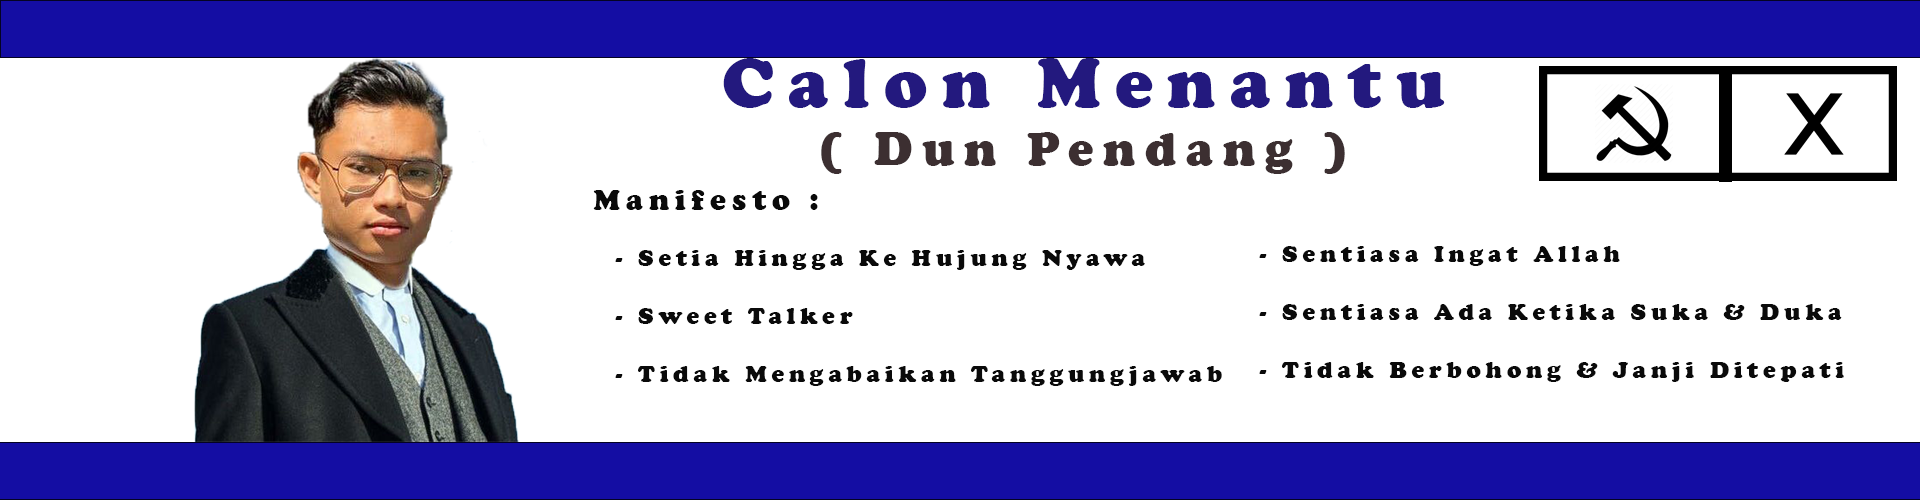 Calon Menantu
( Dun Pendang )
X
Manifesto :
- Setia Hingga Ke Hujung Nyawa
- Sweet Talker
- Tidak Mengabaikan Tanggungjawab
- Sentiasa Ingat Allah
- Sentiasa Ada Ketika Suka & Duka
- Tidak Berbohong & Janji Ditepati